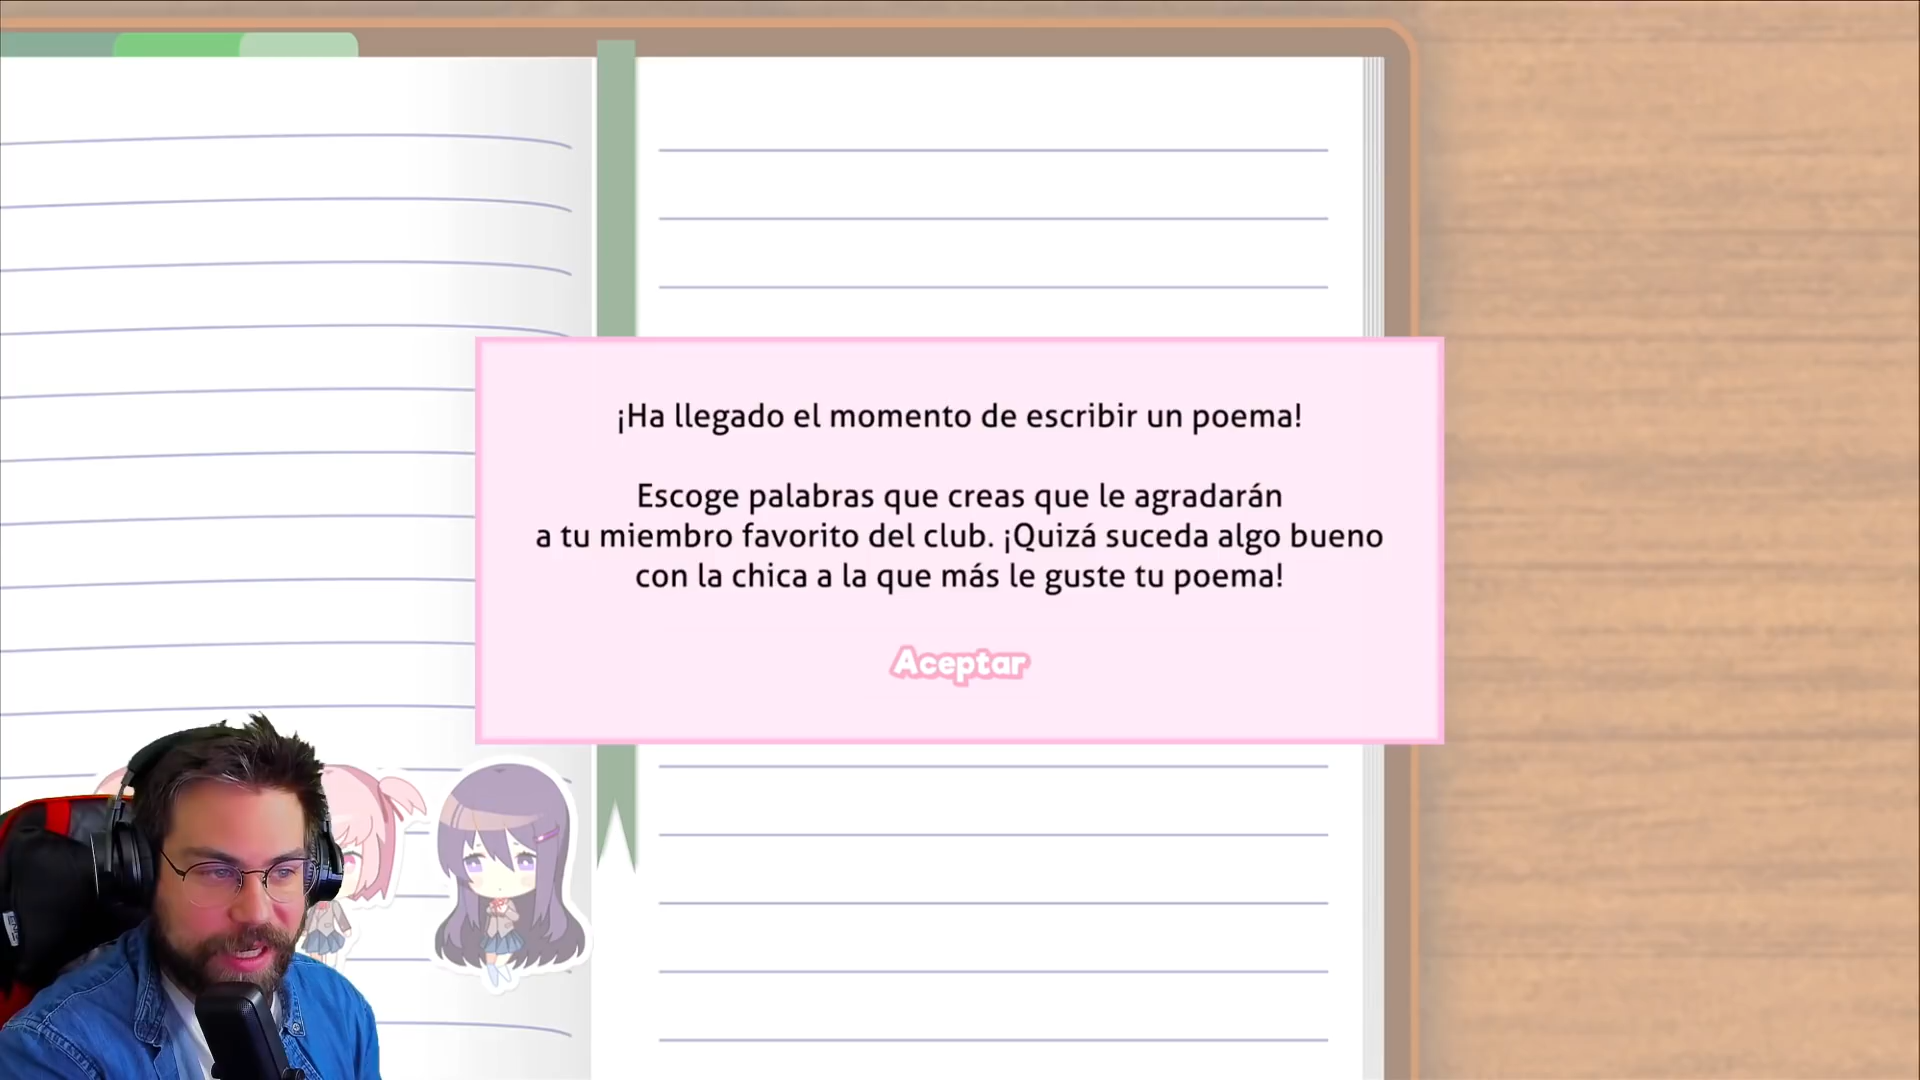 ¡Ha llegado el momento de escribir un poema!
Escoge palabras que creas que le agradarán
a tu miembro favorito del club. ¡Quizá suceda algo bueno
con la chica a la que más le guste tu poema!
Aceptar